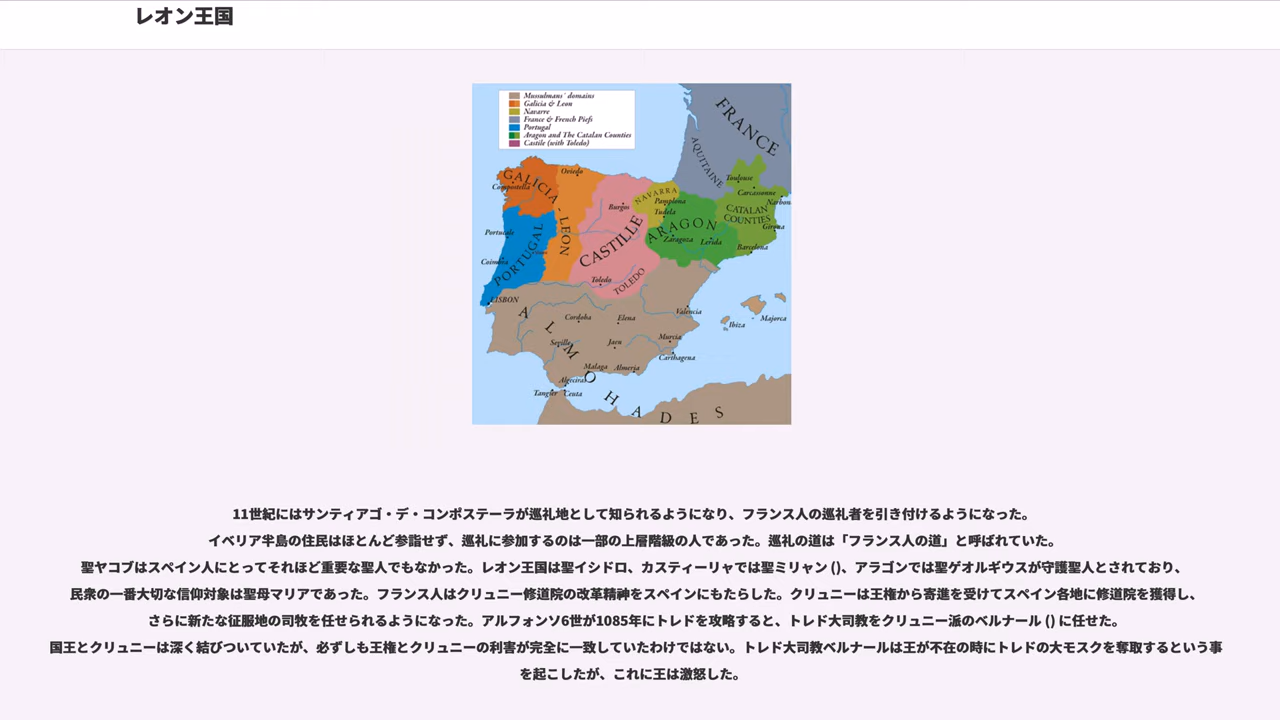 レオン王国
Mussulmans´ domains
Galicia & Leon
Navarre
France & French Fiefs
Portugal
Aragon and The Catalan Counties
Castile (with Toledo)
FRANCE
AQUITAINE
Toulouse
Carcassonne
Narbon
CATALAN
COUNTIES
Girona
Barcelona
GALICIA - LEON
Compostella
Oviedo
NAVARRA
Pamplona
Tudela
Burgos
ARAGON
Zaragoza
Lerida
CASTILLE
Portucale
PORTUGAL
Coimbra
Toledo
TOLEDO
LISBON
ALMOHADES
Cordoba
Elena
Valencia
Ibiza
Majorca
Seville
Jaen
Murcia
Carthagena
Malaga
Almeria
Algeciras
Tangier
Ceuta
11世紀にはサンティアゴ・デ・コンポステーラが巡礼地として知られるようになり、フランス人の巡礼者を引き付けるようになった。
イベリア半島の住民はほとんど参詣せず、巡礼に参加するのは一部の上層階級の人であった。巡礼の道は「フランス人の道」と呼ばれていた。
聖ヤコブはスペイン人にとってそれほど重要な聖人でもなかった。レオン王国は聖イシドロ、カスティーリャでは聖ミリャン ()、アラゴンでは聖ゲオルギウスが守護聖人とされており、
民衆の一番大切な信仰対象は聖母マリアであった。フランス人はクリュニー修道院の改革精神をスペインにもたらした。クリュニーは王権から寄進を受けてスペイン各地に修道院を獲得し、
さらに新たな征服地の司牧を任せられるようになった。アルフォンソ6世が1085年にトレドを攻略すると、トレド大司教をクリュニー派のベルナール () に任せた。
国王とクリュニーは深く結びついていたが、必ずしも王権とクリュニーの利害が完全に一致していたわけではない。トレド大司教ベルナールは王が不在の時にトレドの大モスクを奪取するという事
を起こしたが、これに王は激怒した。